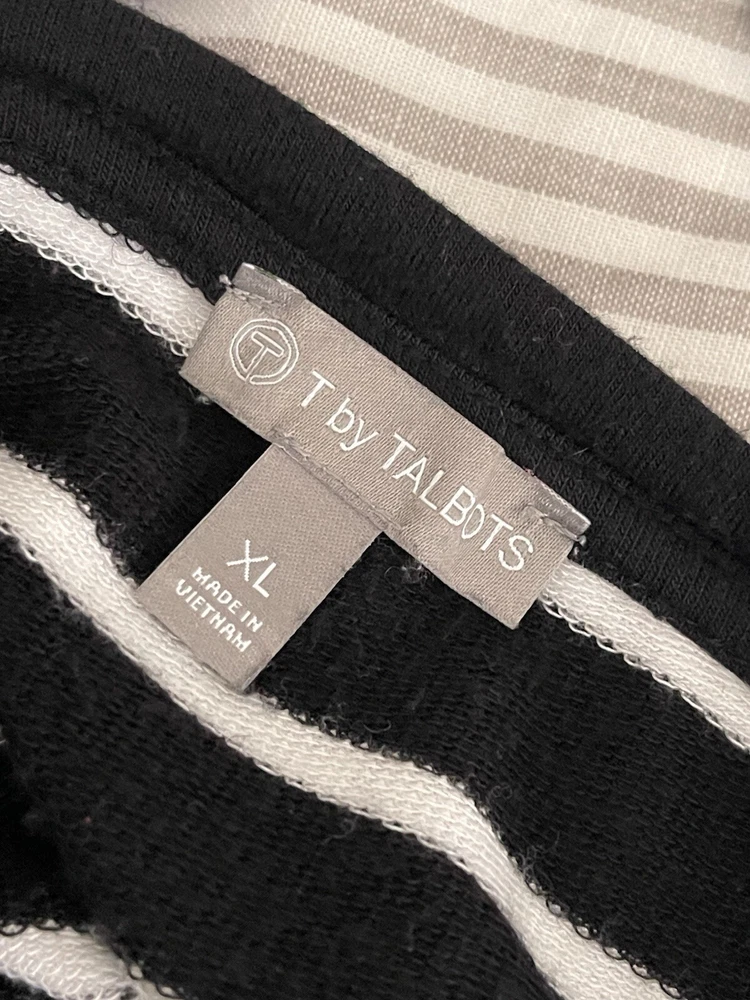 T
T by TALBOTS
XL
MADE IN
VIETNAM